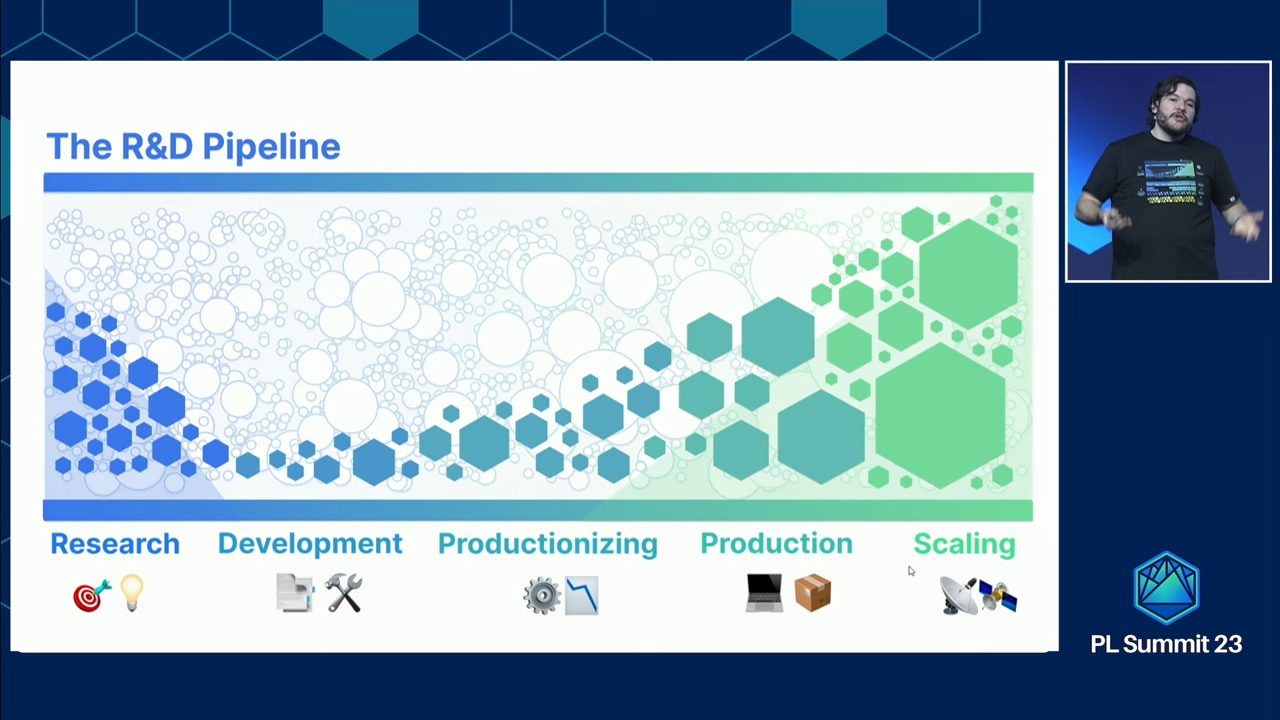 The R&D Pipeline
Research
Development
Productionizing
Production
Scaling
PL Summit 23